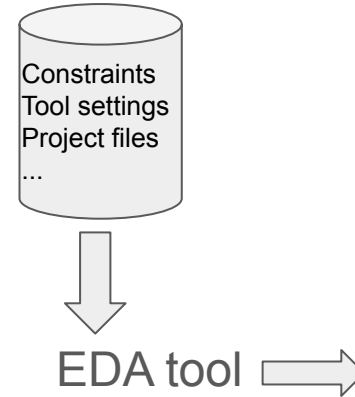 Constraints
Tool settings
Project files
...
EDA tool